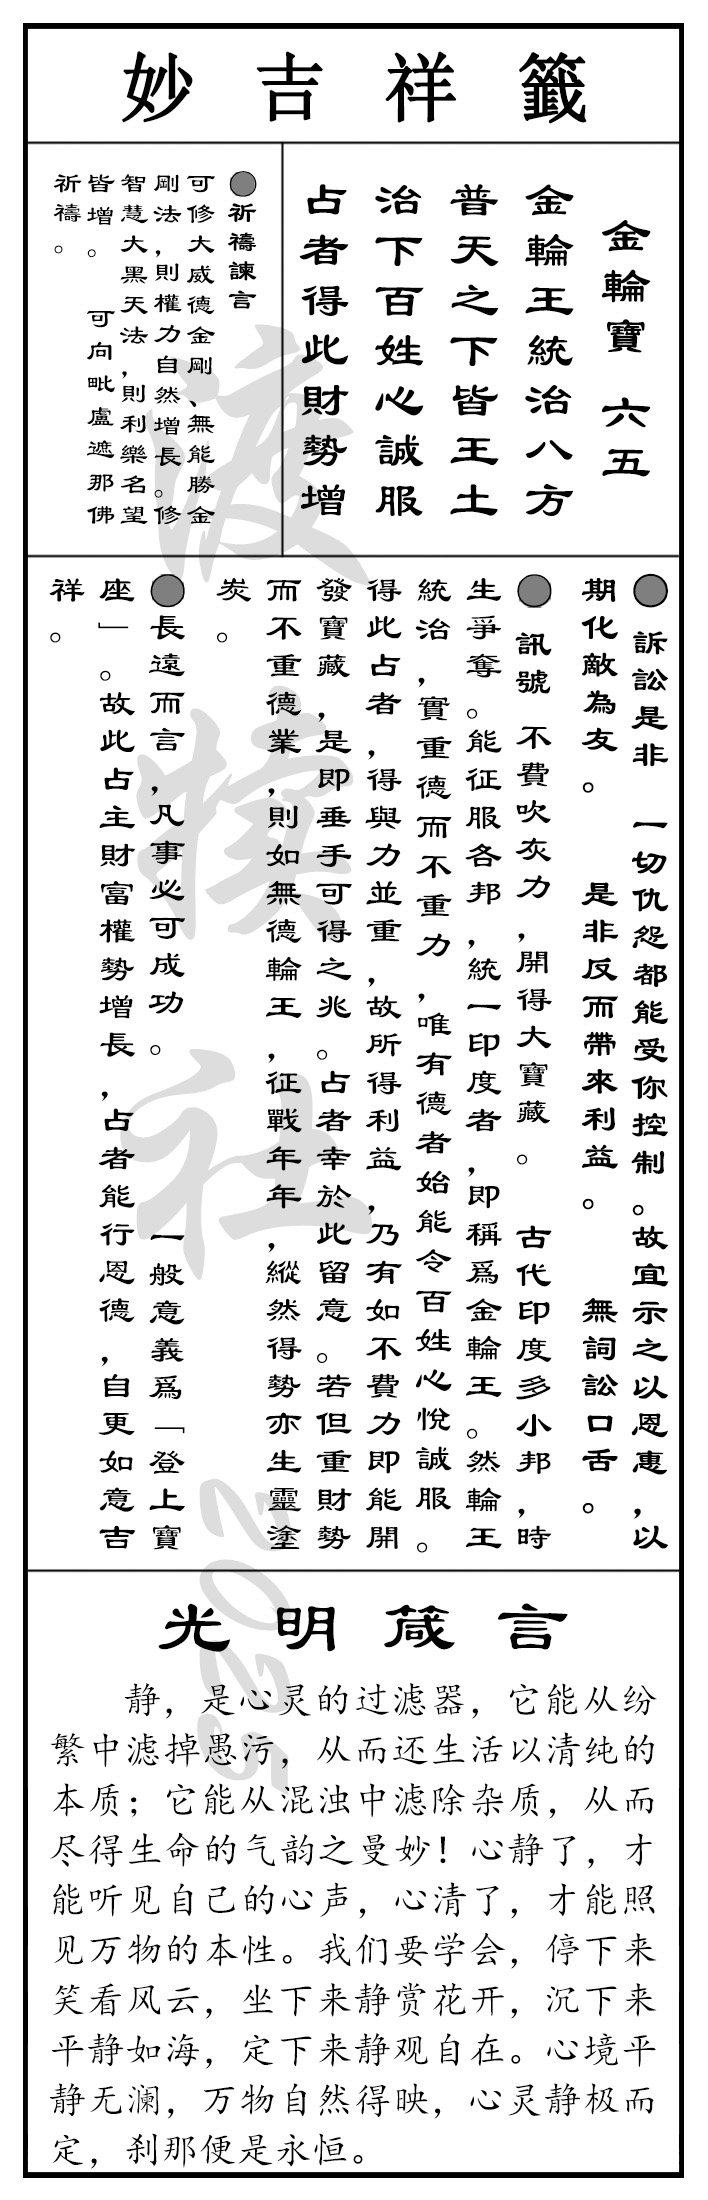 妙吉祥籤
金輪寶 六五
金輪王統治八方
普天之下皆王土
治下百姓心誠服
占者得此財勢增
●祈禱諫言
可修大威德金剛、無能勝金
剛法，則權力自然增長。修
智慧大黑天法，則利樂名望
皆增。 可向毗盧遮那佛
祈禱。
● 訴訟是非 一切仇怨都能受你控制。故宜示之以恩惠，以
期化敵為友。 是非反而帶來利益。 無詞訟口舌。
● 訊號 不費吹灰力，開得大寶藏。 古代印度多小邦，時
生爭奪。能征服各邦，統一印度者，即稱爲金輪王。然輪王
統治，實重德而不重力，唯有德者始能令百姓心悅誠服。
得此占者，得與力並重，故所得利益，乃有如不費力即能開
發寶藏，是即垂手可得之兆。占者幸於此留意。若但重財勢
而不重德業，則如無德輪王，征戰年年，縱然得勢亦生靈塗
炭。
●長遠而言，凡事必可成功。 一般意義爲「登上寶
座」。故此占主財富權勢增長，占者能行恩德，自更如意吉
祥。
光明箴言
静，是心灵的过滤器，它能从纷
繁中滤掉愚污，从而还生活以清纯的
本质；它能从混浊中滤除杂质，从而
尽得生命的气韵之曼妙！心静了，才
能听见自己的心声，心清了，才能照
见万物的本性。我们要学会，停下来
笑看风云，坐下来静赏花开，沉下来
平静如海，定下来静观自在。心境平
静无澜，万物自然得映，心灵静极而
定，刹那便是永恒。
渡犊社 2025